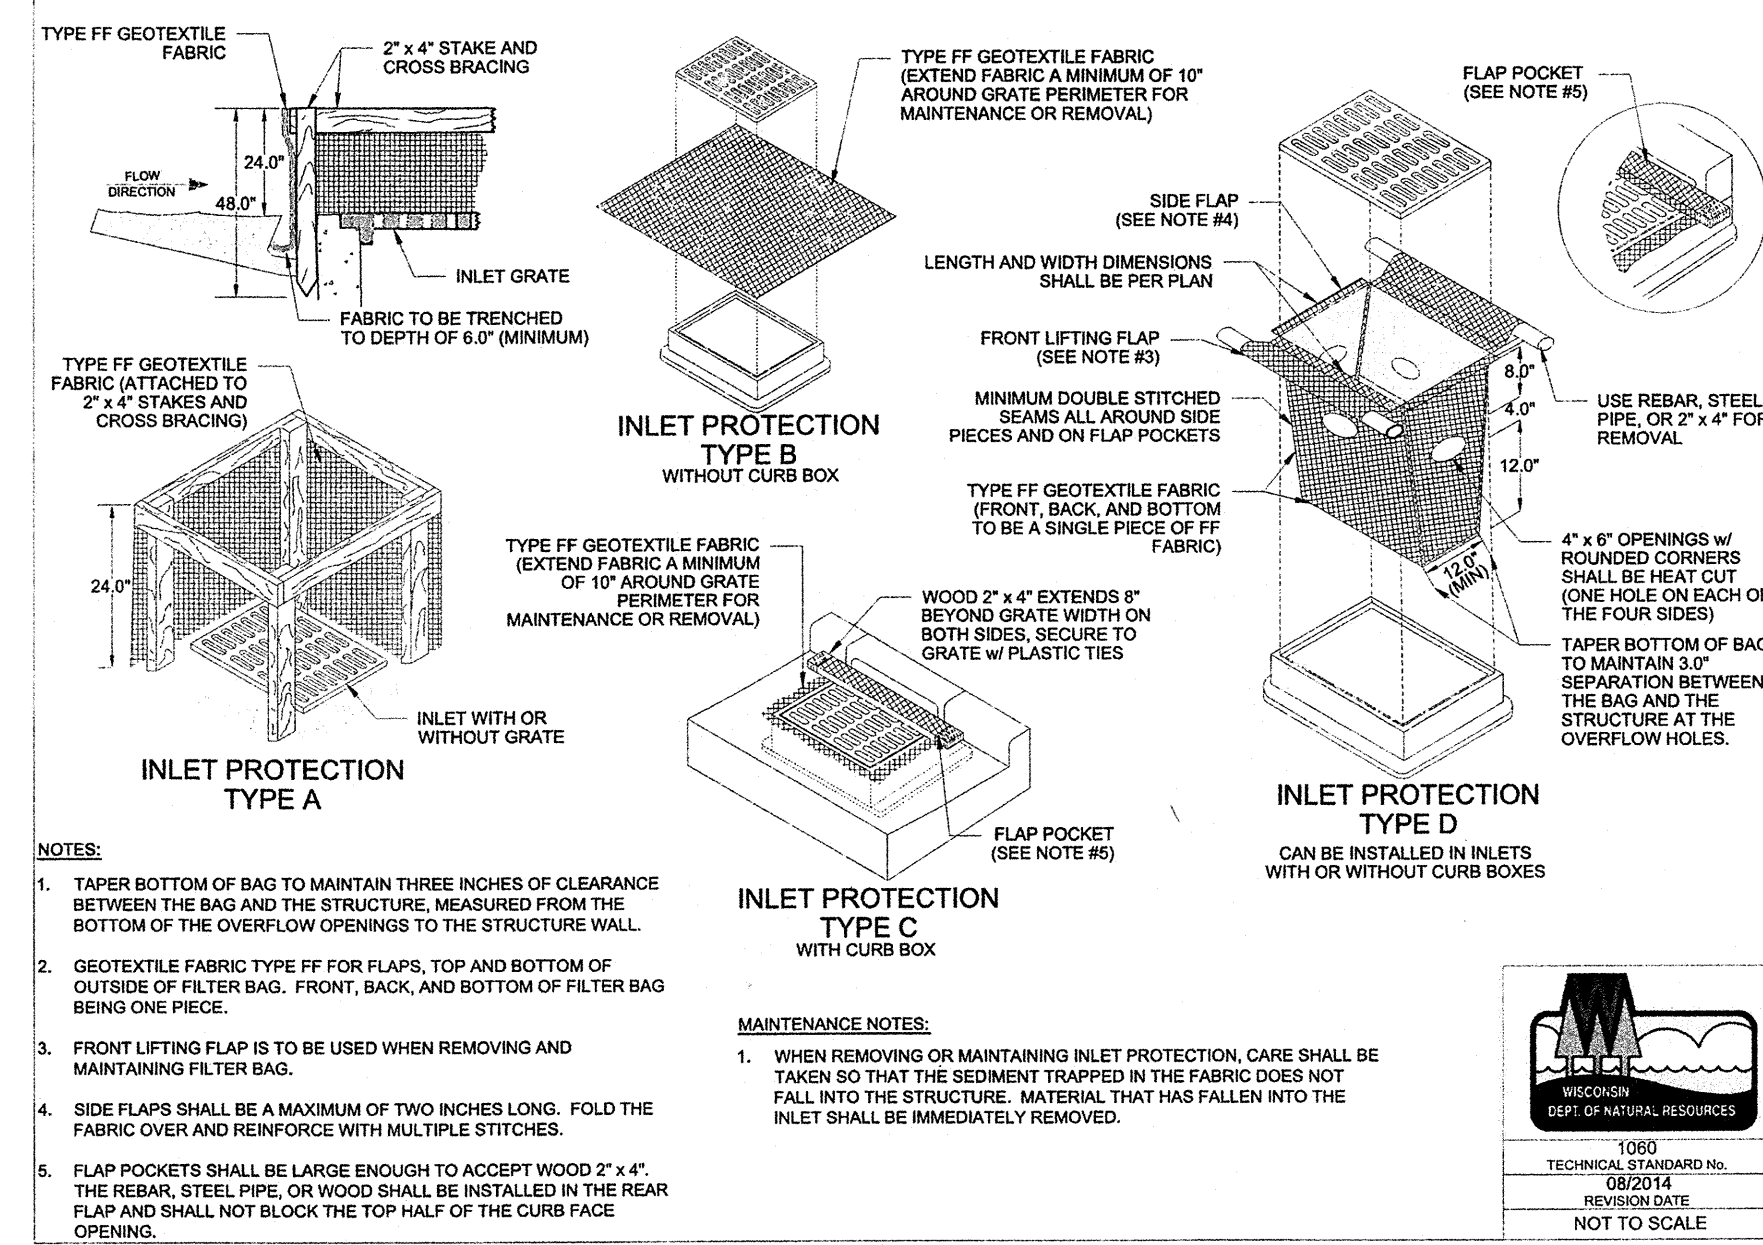 TYPE FF GEOTEXTILE
FABRIC
2" x 4" STAKE AND
CROSS BRACING
24.0"
FLOW
DIRECTION
48.0"
INLET GRATE
FABRIC TO BE TRENCHED
TO DEPTH OF 6.0" (MINIMUM)
TYPE FF GEOTEXTILE
FABRIC (ATTACHED TO
2" x 4" STAKES AND
CROSS BRACING)
24.0"
INLET WITH OR
WITHOUT GRATE
INLET PROTECTION
TYPE A
TYPE FF GEOTEXTILE FABRIC
(EXTEND FABRIC A MINIMUM OF 10"
AROUND GRATE PERIMETER FOR
MAINTENANCE OR REMOVAL)
INLET PROTECTION
TYPE B
WITHOUT CURB BOX
TYPE FF GEOTEXTILE FABRIC
(EXTEND FABRIC A MINIMUM
OF 10" AROUND GRATE
PERIMETER FOR
MAINTENANCE OR REMOVAL)
WOOD 2" x 4" EXTENDS 8"
BEYOND GRATE WIDTH ON
BOTH SIDES, SECURE TO
GRATE w/ PLASTIC TIES
FLAP POCKET
(SEE NOTE #5)
INLET PROTECTION
TYPE C
WITH CURB BOX
FLAP POCKET
(SEE NOTE #5)
SIDE FLAP
(SEE NOTE #4)
LENGTH AND WIDTH DIMENSIONS
SHALL BE PER PLAN
FRONT LIFTING FLAP
(SEE NOTE #3)
MINIMUM DOUBLE STITCHED
SEAMS ALL AROUND SIDE
PIECES AND ON FLAP POCKETS
TYPE FF GEOTEXTILE FABRIC
(FRONT, BACK, AND BOTTOM
TO BE A SINGLE PIECE OF FF
FABRIC)
8.0"
4.0"
12.0"
12.0"
(MIN)
USE REBAR, STEEL
PIPE, OR 2" x 4" FOR
REMOVAL
4" x 6" OPENINGS w/
ROUNDED CORNERS
SHALL BE HEAT CUT
(ONE HOLE ON EACH OF
THE FOUR SIDES)
TAPER BOTTOM OF BAG
TO MAINTAIN 3.0"
SEPARATION BETWEEN
THE BAG AND THE
STRUCTURE AT THE
OVERFLOW HOLES.
INLET PROTECTION
TYPE D
CAN BE INSTALLED IN INLETS
WITH OR WITHOUT CURB BOXES
NOTES:
1. TAPER BOTTOM OF BAG TO MAINTAIN THREE INCHES OF CLEARANCE
BETWEEN THE BAG AND THE STRUCTURE, MEASURED FROM THE
BOTTOM OF THE OVERFLOW OPENINGS TO THE STRUCTURE WALL.
2. GEOTEXTILE FABRIC TYPE FF FOR FLAPS, TOP AND BOTTOM OF
OUTSIDE OF FILTER BAG. FRONT, BACK, AND BOTTOM OF FILTER BAG
BEING ONE PIECE.
3. FRONT LIFTING FLAP IS TO BE USED WHEN REMOVING AND
MAINTAINING FILTER BAG.
4. SIDE FLAPS SHALL BE A MAXIMUM OF TWO INCHES LONG. FOLD THE
FABRIC OVER AND REINFORCE WITH MULTIPLE STITCHES.
5. FLAP POCKETS SHALL BE LARGE ENOUGH TO ACCEPT WOOD 2" x 4".
THE REBAR, STEEL PIPE, OR WOOD SHALL BE INSTALLED IN THE REAR
FLAP AND SHALL NOT BLOCK THE TOP HALF OF THE CURB FACE
OPENING.
MAINTENANCE NOTES:
1. WHEN REMOVING OR MAINTAINING INLET PROTECTION, CARE SHALL BE
TAKEN SO THAT THE SEDIMENT TRAPPED IN THE FABRIC DOES NOT
FALL INTO THE STRUCTURE. MATERIAL THAT HAS FALLEN INTO THE
INLET SHALL BE IMMEDIATELY REMOVED.
WISCONSIN
DEPT. OF NATURAL RESOURCES
1060
TECHNICAL STANDARD No.
08/2014
REVISION DATE
NOT TO SCALE